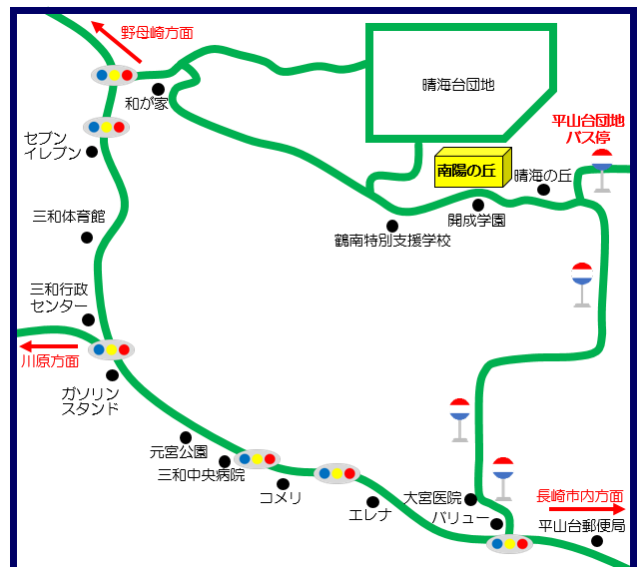 野母崎方面
和が家
晴海台団地
平山台団地
バス停
セブン
イレブン
南陽の丘
晴海の丘
開成学園
鶴南特別支援学校
三和体育館
三和行政
センター
川原方面
ガソリン
スタンド
元宮公園
三和中央病院
コメリ
エレナ
大宮医院
バリュー
長崎市内方面
平山台郵便局